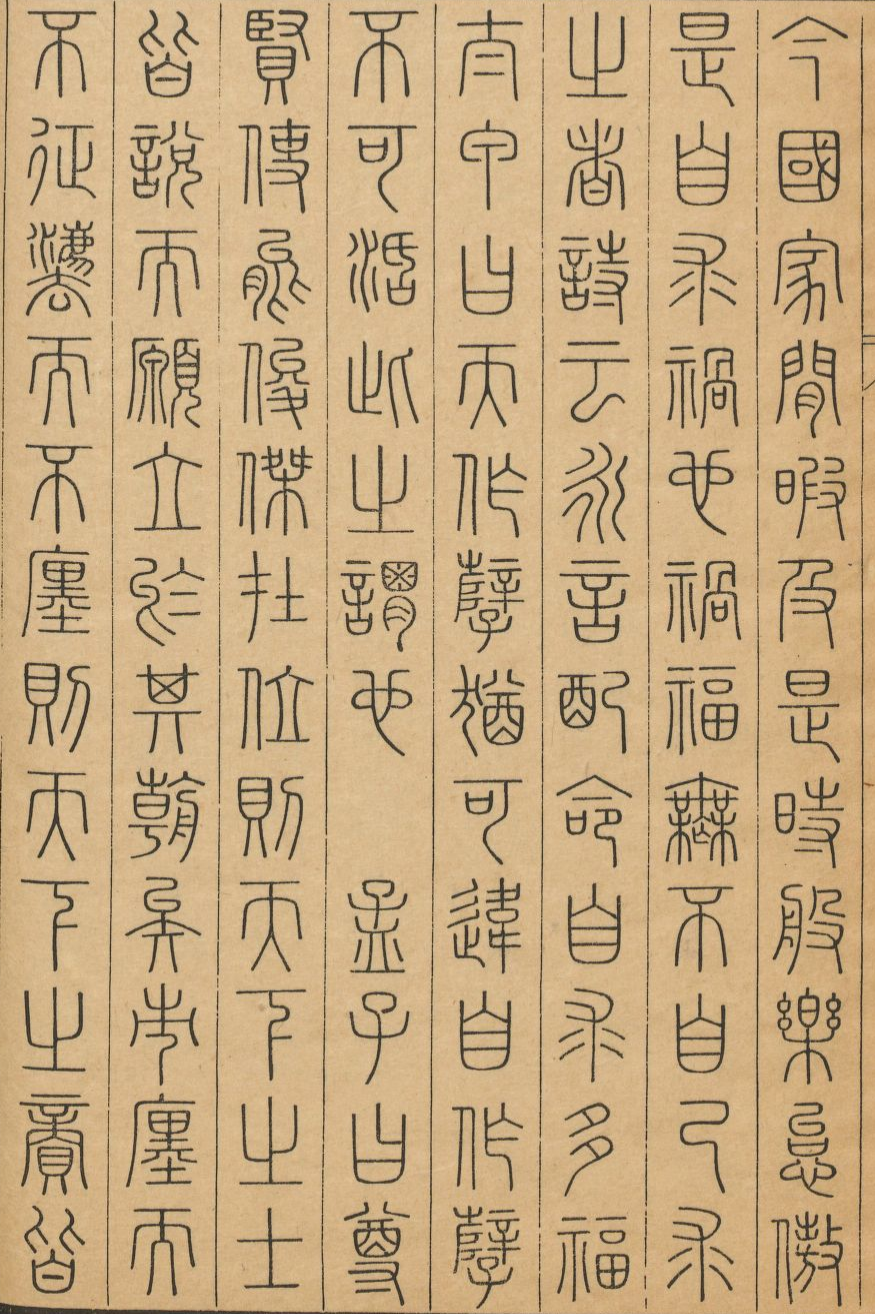 今國家閒暇及是時般樂怠傲
是自求禍也禍福無不自己求
之者詩云永言配命自求多福
太甲曰天作孽猶可違自作孽
不可活此之謂也　孟子曰尊
賢使能俊傑在位則天下之士
皆說而願立於其朝矣市廛而
不征灋而不廛則天下之賈皆